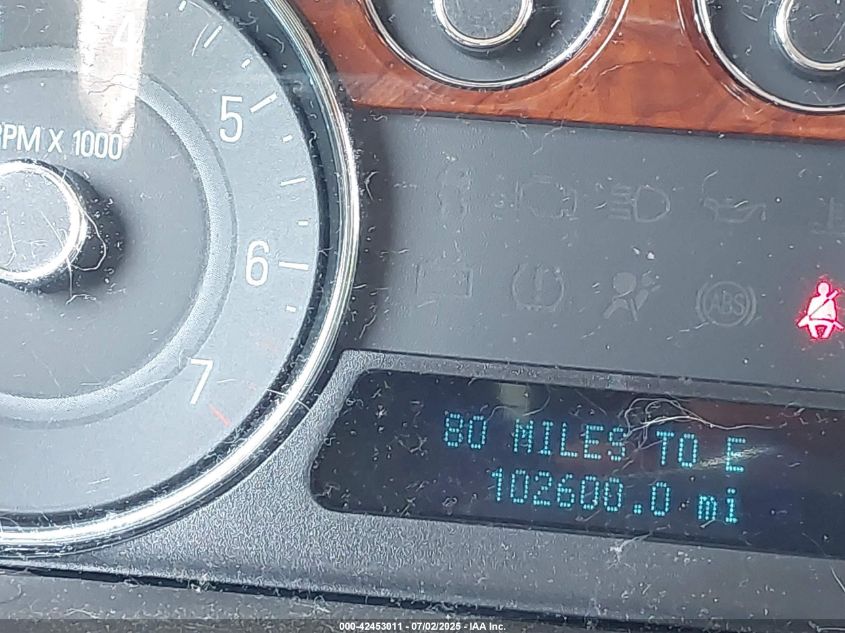 4
5
RPM X 1000
6
7
ABS
80 MILES TO E
102600.0 mi
000-42453011 - 07/02/2025 - IAA Inc.